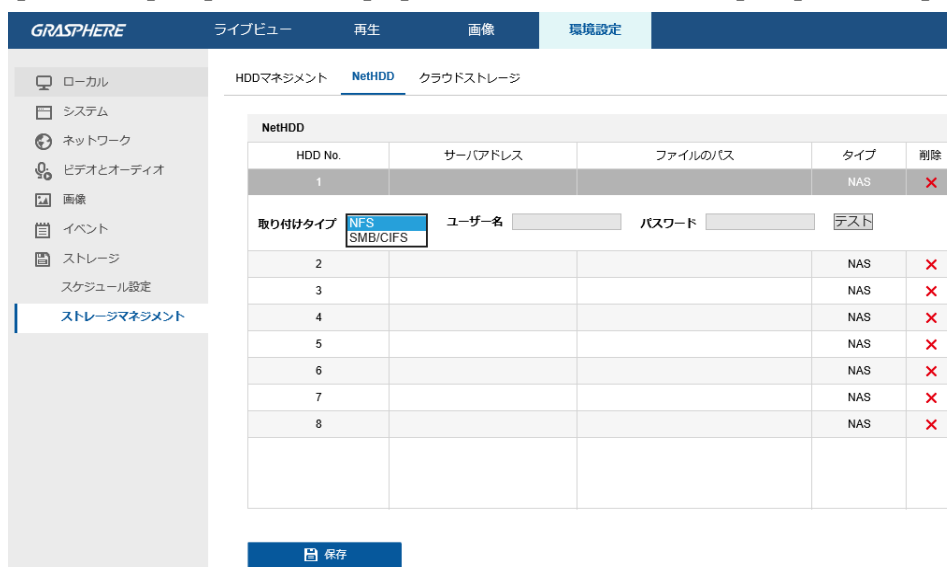 GRASPHERE ライブビュー 再生 画像 環境設定
ローカル
システム
ネットワーク
ビデオとオーディオ
画像
イベント
ストレージ
スケジュール設定
ストレージマネジメント
HDDマネジメント NetHDD クラウドストレージ
NetHDD
HDD No. サーバアドレス ファイルのパス タイプ 削除
1 NAS
取り付けタイプ NFS ユーザー名 パスワード テスト
SMB/CIFS
2 NAS
3 NAS
4 NAS
5 NAS
6 NAS
7 NAS
8 NAS
保存